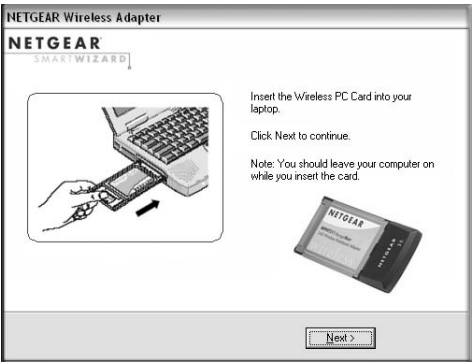 NETGEAR Wireless Adapter
NETGEAR
SMARTWIZARD
Insert the Wireless PC Card into your
laptop.
Click Next to continue.
Note: You should leave your computer on
while you insert the card.
NETGEAR
NETGEAR
Next >